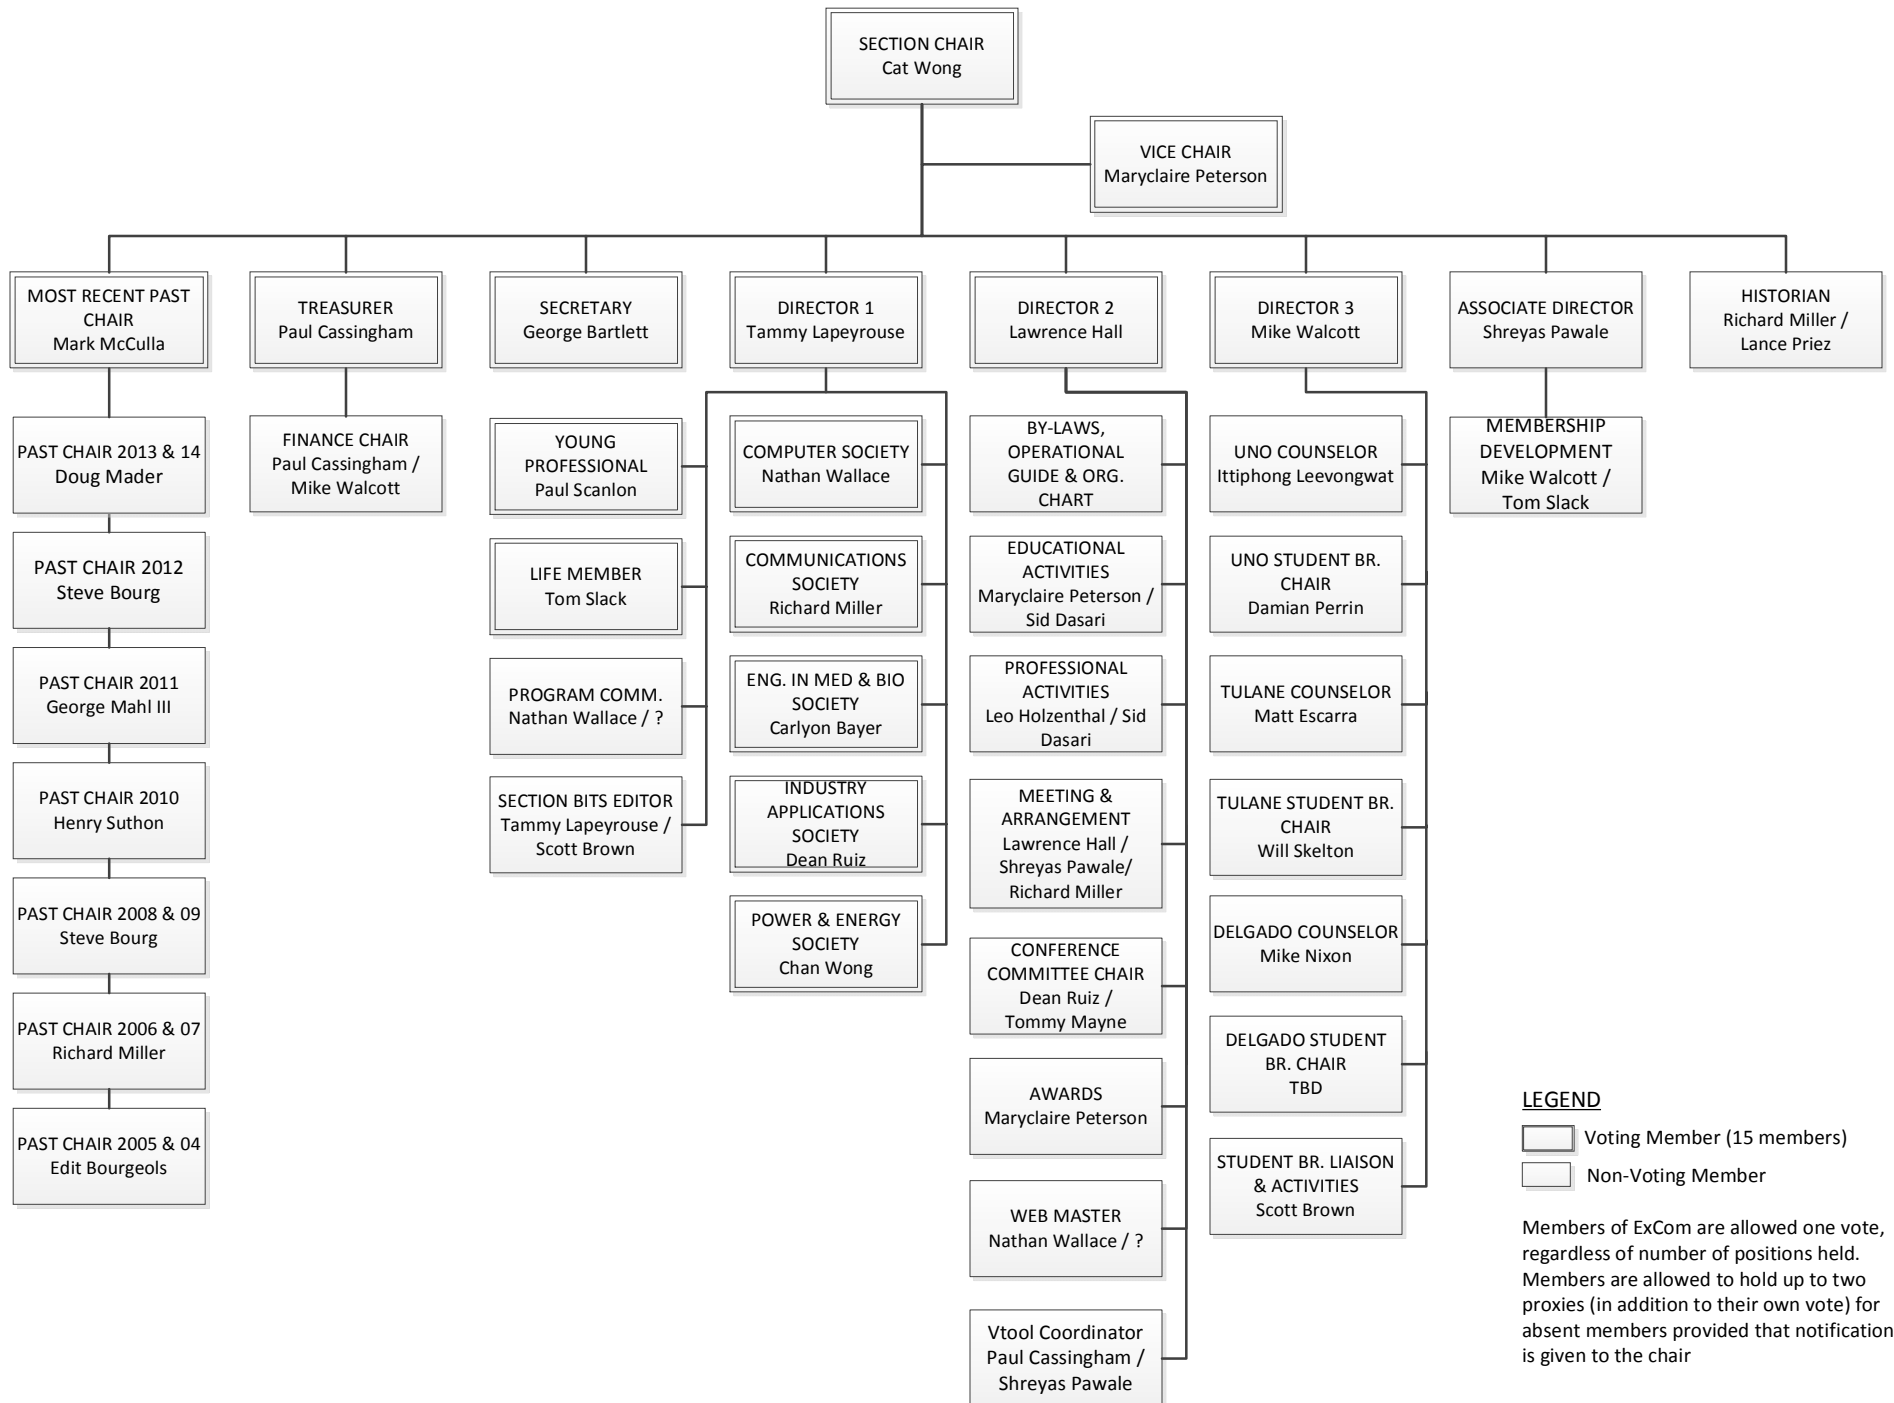 SECTION CHAIR
Cat Wong
VICE CHAIR
Maryclaire Peterson
MOST RECENT PAST
CHAIR
Mark McCulla
TREASURER
Paul Cassingham
SECRETARY
George Bartlett
DIRECTOR 1
Tammy Lapeyrouse
DIRECTOR 2
Lawrence Hall
DIRECTOR 3
Mike Walcott
ASSOCIATE DIRECTOR
Shreyas Pawale
HISTORIAN
Richard Miller /
Lance Priez
PAST CHAIR 2013 & 14
Doug Mader
PAST CHAIR 2012
Steve Bourg
PAST CHAIR 2011
George Mahl III
PAST CHAIR 2010
Henry Suthon
PAST CHAIR 2008 & 09
Steve Bourg
PAST CHAIR 2006 & 07
Richard Miller
PAST CHAIR 2005 & 04
Edit Bourgeols
FINANCE CHAIR
Paul Cassingham /
Mike Walcott
YOUNG
PROFESSIONAL
Paul Scanlon
LIFE MEMBER
Tom Slack
PROGRAM COMM.
Nathan Wallace / ?
SECTION BITS EDITOR
Tammy Lapeyrouse /
Scott Brown
COMPUTER SOCIETY
Nathan Wallace
COMMUNICATIONS
SOCIETY
Richard Miller
ENG. IN MED & BIO
SOCIETY
Carlyon Bayer
INDUSTRY
APPLICATIONS
SOCIETY
Dean Ruiz
POWER & ENERGY
SOCIETY
Chan Wong
BY-LAWS,
OPERATIONAL
GUIDE & ORG.
CHART
EDUCATIONAL
ACTIVITIES
Maryclaire Peterson /
Sid Dasari
PROFESSIONAL
ACTIVITIES
Leo Holzenthal / Sid
Dasari
MEETING &
ARRANGEMENT
Lawrence Hall /
Shreyas Pawale/
Richard Miller
CONFERENCE
COMMITTEE CHAIR
Dean Ruiz /
Tommy Mayne
AWARDS
Maryclaire Peterson
WEB MASTER
Nathan Wallace / ?
Vtool Coordinator
Paul Cassingham /
Shreyas Pawale
UNO COUNSELOR
Ittiphong Leevongwat
UNO STUDENT BR.
CHAIR
Damian Perrin
TULANE COUNSELOR
Matt Escarra
TULANE STUDENT BR.
CHAIR
Will Skelton
DELGADO COUNSELOR
Mike Nixon
DELGADO STUDENT
BR. CHAIR
TBD
STUDENT BR. LIAISON
& ACTIVITIES
Scott Brown
MEMBERSHIP
DEVELOPMENT
Mike Walcott /
Tom Slack
LEGEND
Voting Member (15 members)
Non-Voting Member
Members of ExCom are allowed one vote,
regardless of number of positions held.
Members are allowed to hold up to two
proxies (in addition to their own vote) for
absent members provided that notification
is given to the chair